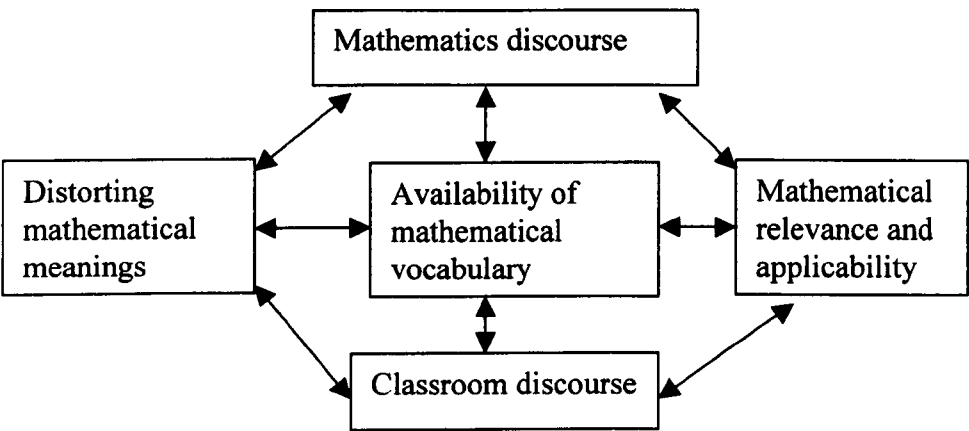 Mathematics discourse
Distorting
mathematical
meanings
Availability of
mathematical
vocabulary
Mathematical
relevance and
applicability
Classroom discourse